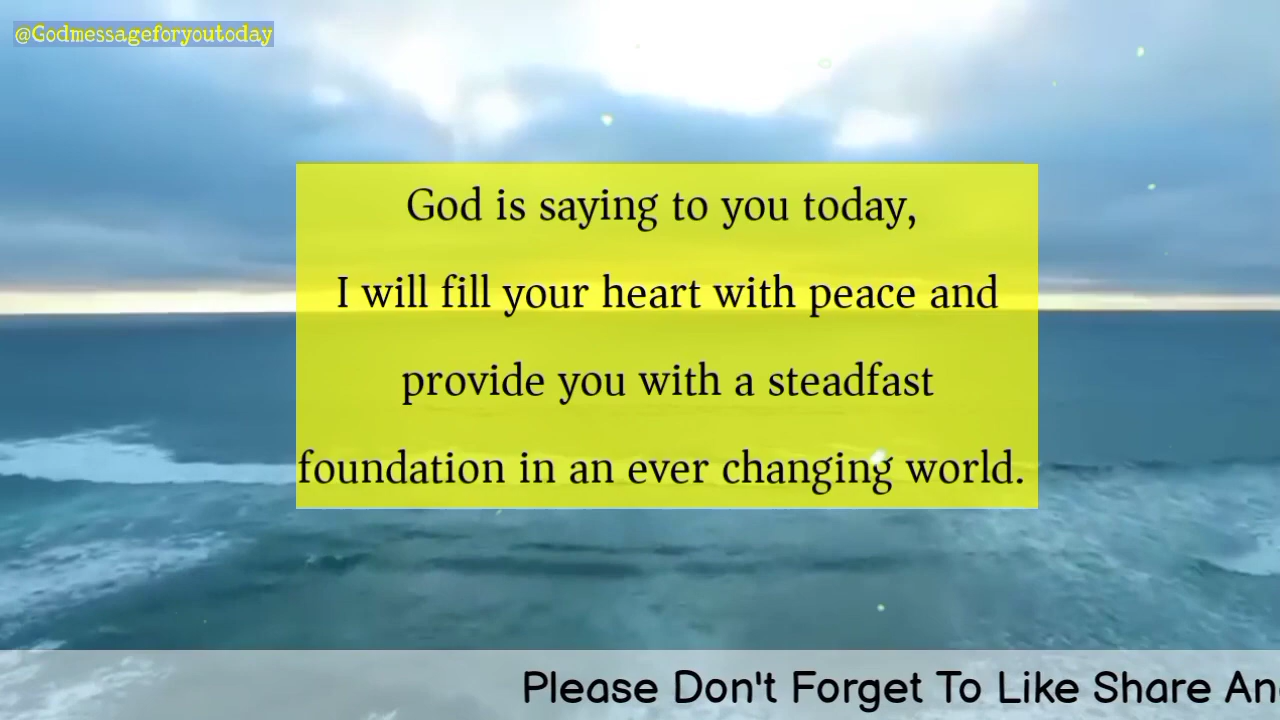 @Godmessageforyoutoday
God is saying to you today,
I will fill your heart with peace and
provide you with a steadfast
foundation in an ever changing world.
Please Don't Forget To Like Share An